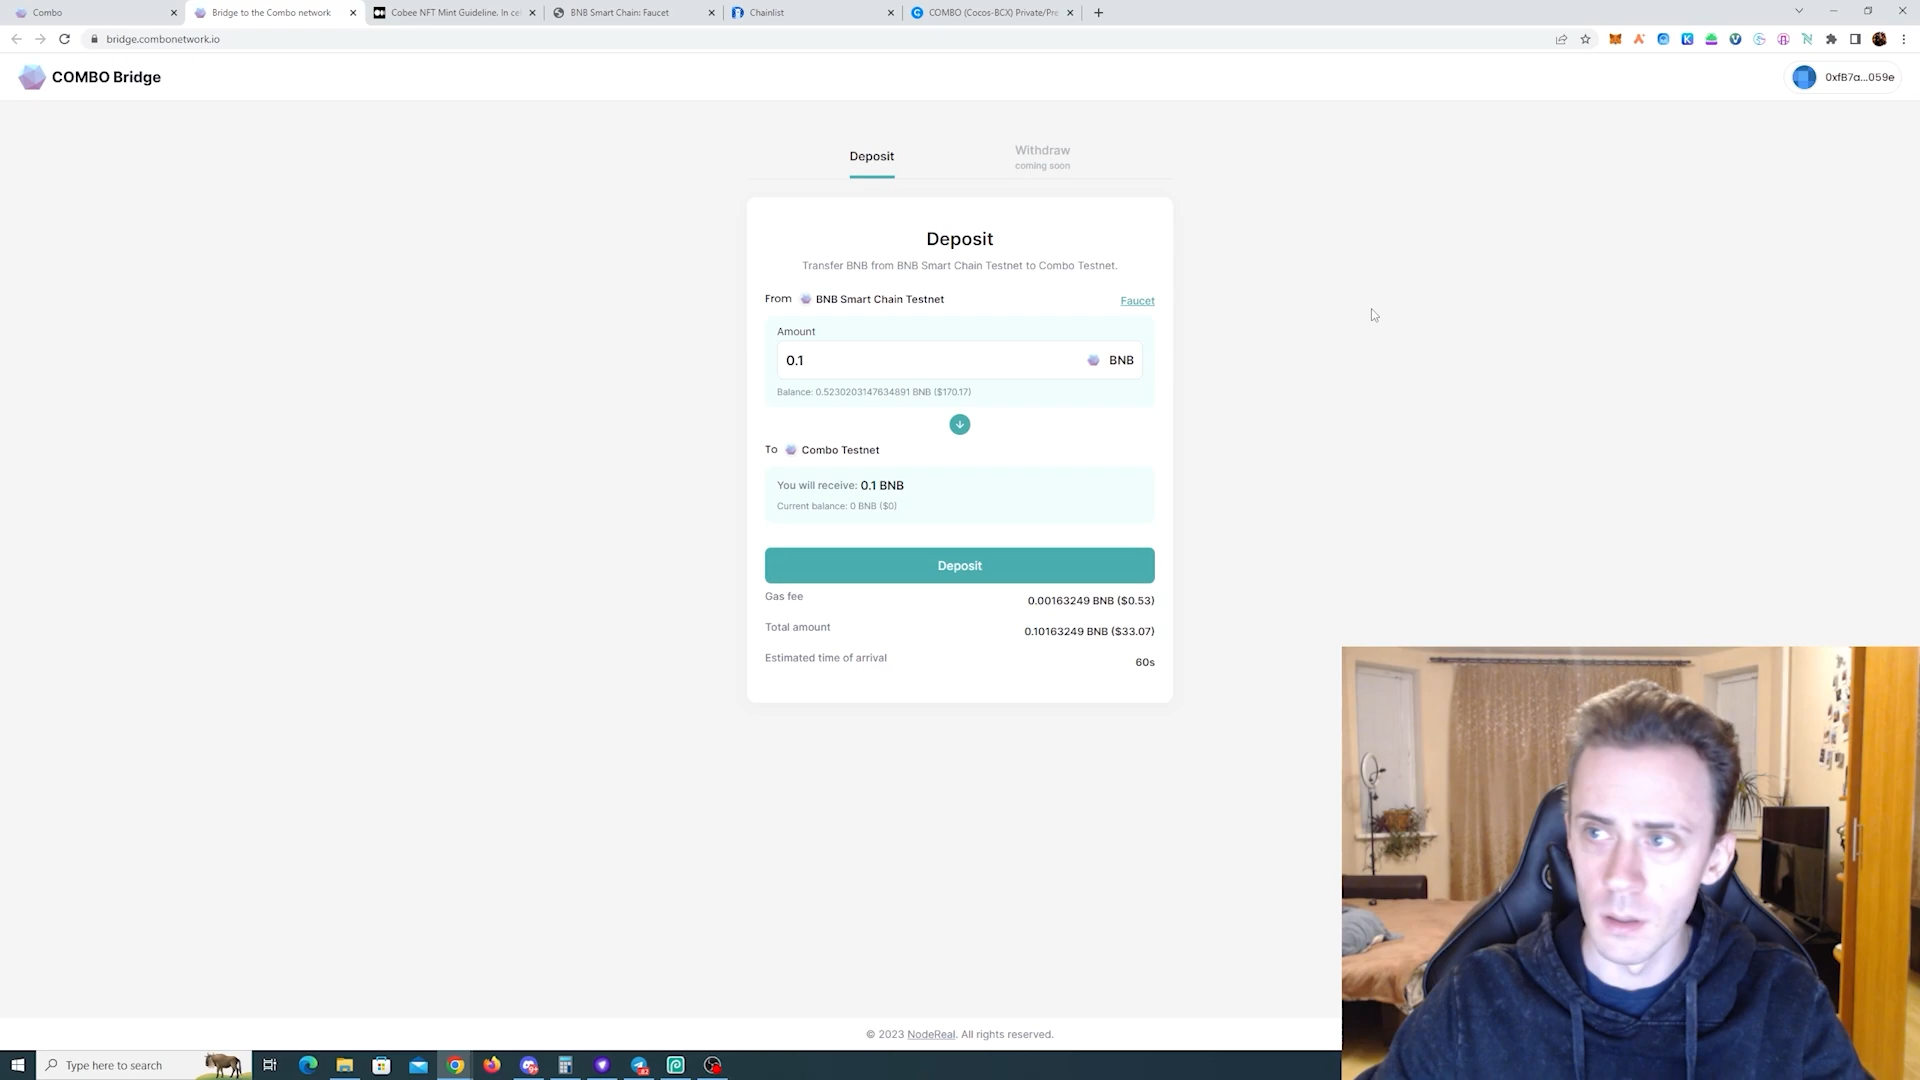 Combo
Bridge to the Combo network
Cobee NFT Mint Guideline. In ce
BNB Smart Chain: Faucet
Chainlist
COMBO (Cocos-BCX) Private/Pre
bridge.combonetwork.io
COMBO Bridge
0xfB7a...059e
Deposit
Withdraw
coming soon
Deposit
Transfer BNB from BNB Smart Chain Testnet to Combo Testnet.
From BNB Smart Chain Testnet
Faucet
Amount
0.1
BNB
Balance: 0.5230203147634891 BNB ($170.17)
To Combo Testnet
You will receive: 0.1 BNB
Current balance: 0 BNB ($0)
Deposit
Gas fee
0.00163249 BNB ($0.53)
Total amount
0.10163249 BNB ($33.07)
Estimated time of arrival
60s
© 2023 NodeReal. All rights reserved.
Type here to search